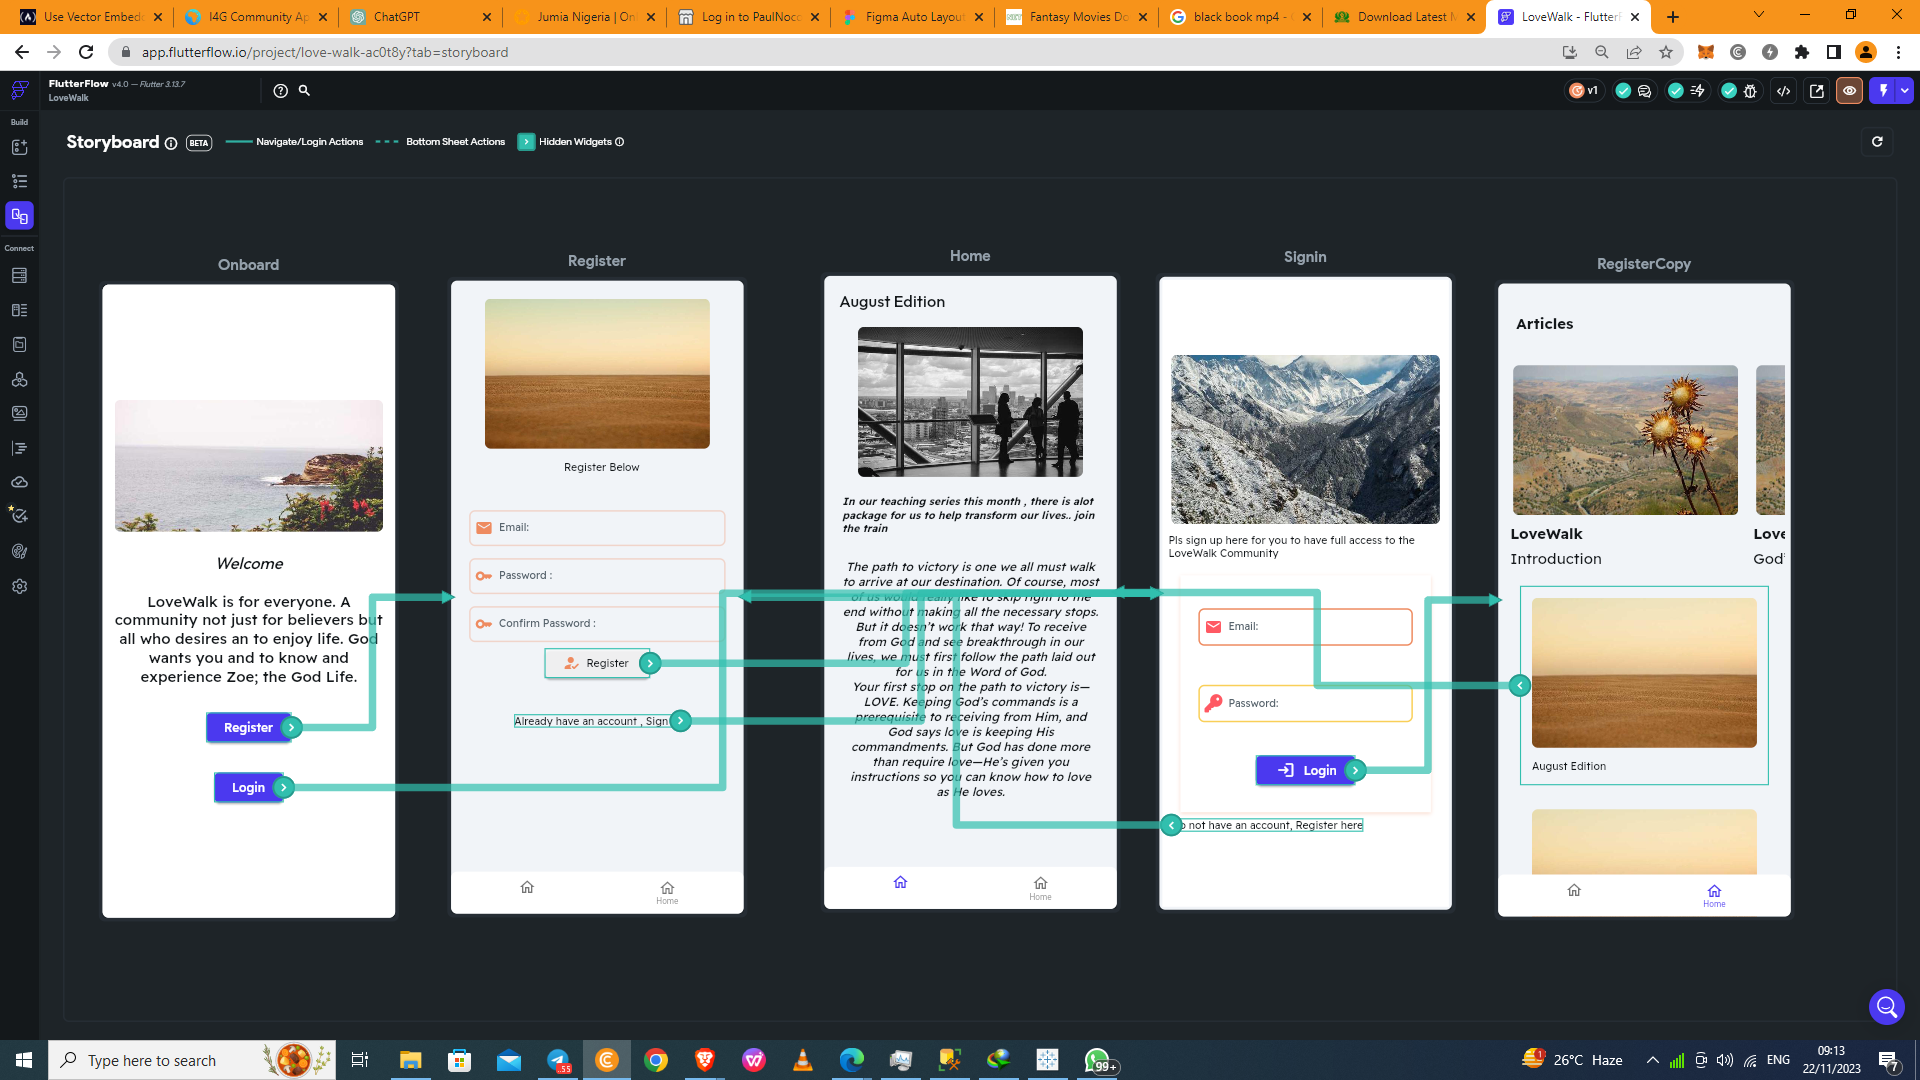 Use Vector Embed
I4G Community Ap
ChatGPT
Jumia Nigeria | On
Log in to PaulNoc
Figma Auto Layout
Fantasy Movies Do
black book mp4 -
Download Latest M
LoveWalk - Flutter
app.flutterflow.io/project/love-walk-ac0t8y?tab=storyboard
FlutterFlow v4.0 — Flutter 3.13.7
LoveWalk
v1
Build
Connect
Storyboard
BETA
Navigate/Login Actions
Bottom Sheet Actions
Hidden Widgets
Onboard
Welcome
LoveWalk is for everyone. A
community not just for believers but
all who desires an to enjoy life. God
wants you and to know and
experience Zoe; the God Life.
Register
Login
Register
Register Below
Email:
Password :
Confirm Password :
Register
Already have an account , Sign
Home
Home
August Edition
In our teaching series this month , there is alot
package for us to help transform our lives.. join
the train
The path to victory is one we all must walk
to arrive at our destination. Of course, most
of us would really like to skip right to the
end without making all the necessary stops.
But it doesn't work that way! To receive
from God and see breakthrough in our
lives, we must first follow the path laid out
for us in the Word of God.
Your first stop on the path to victory is—
LOVE. Keeping God's commands is a
prerequisite to receiving from Him, and
God says love is keeping His
commandments. But God has done more
than require love—He's given you
instructions so you can know how to love
as He loves.
Home
SignIn
Pls sign up here for you to have full access to the
LoveWalk Community
Email:
Password:
Login
o not have an account, Register here
RegisterCopy
Articles
LoveWalk
Introduction
Love
God'
August Edition
Home
Type here to search
.55
99+
1
26°C Haze
ENG
09:13
22/11/2023
7